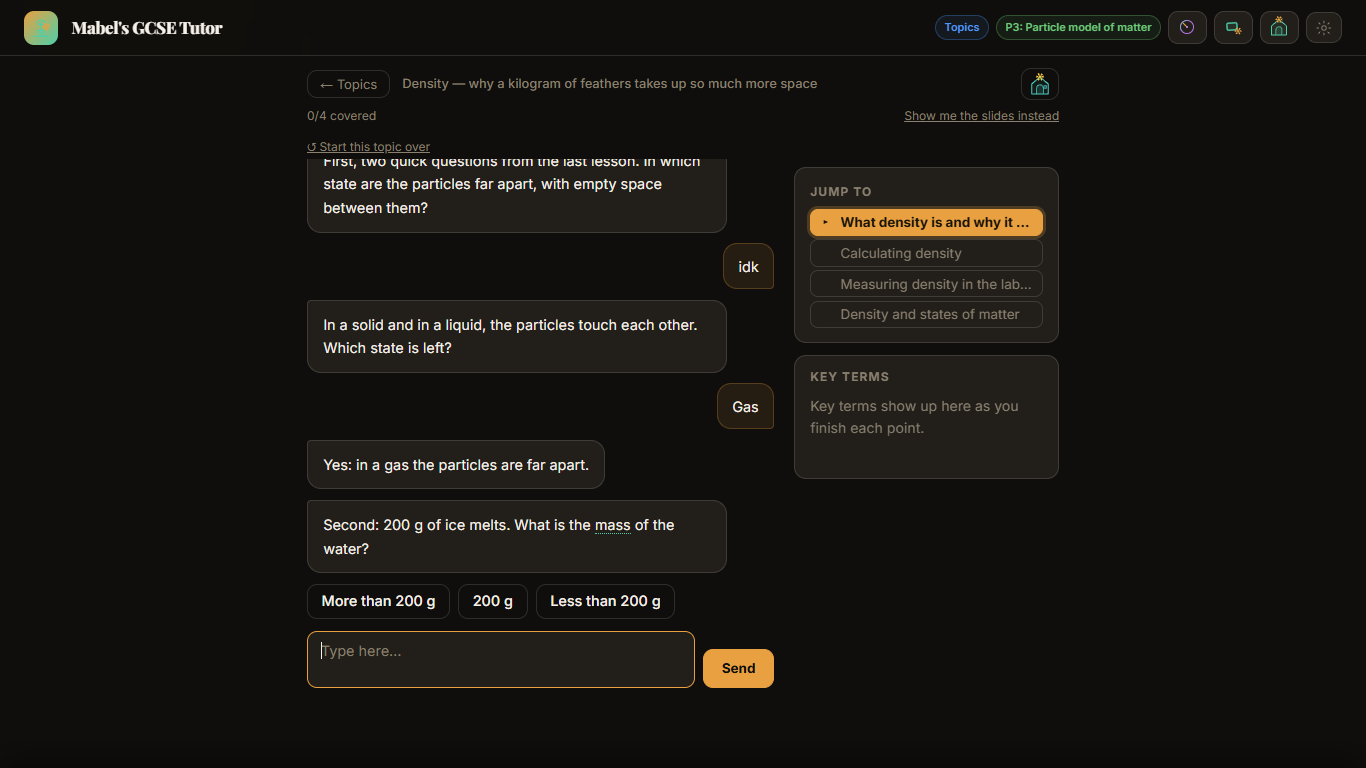 Mabel's GCSE Tutor
Topics
P3: Particle model of matter
← Topics
Density — why a kilogram of feathers takes up so much more space
0/4 covered
Show me the slides instead
↺ Start this topic over
First, two quick questions from the last lesson. In which
state are the particles far apart, with empty space
between them?
idk
In a solid and in a liquid, the particles touch each other.
Which state is left?
Gas
Yes: in a gas the particles are far apart.
Second: 200 g of ice melts. What is the mass of the
water?
More than 200 g
200 g
Less than 200 g
Type here...
Send
JUMP TO
What density is and why it ...
Calculating density
Measuring density in the lab...
Density and states of matter
KEY TERMS
Key terms show up here as you
finish each point.